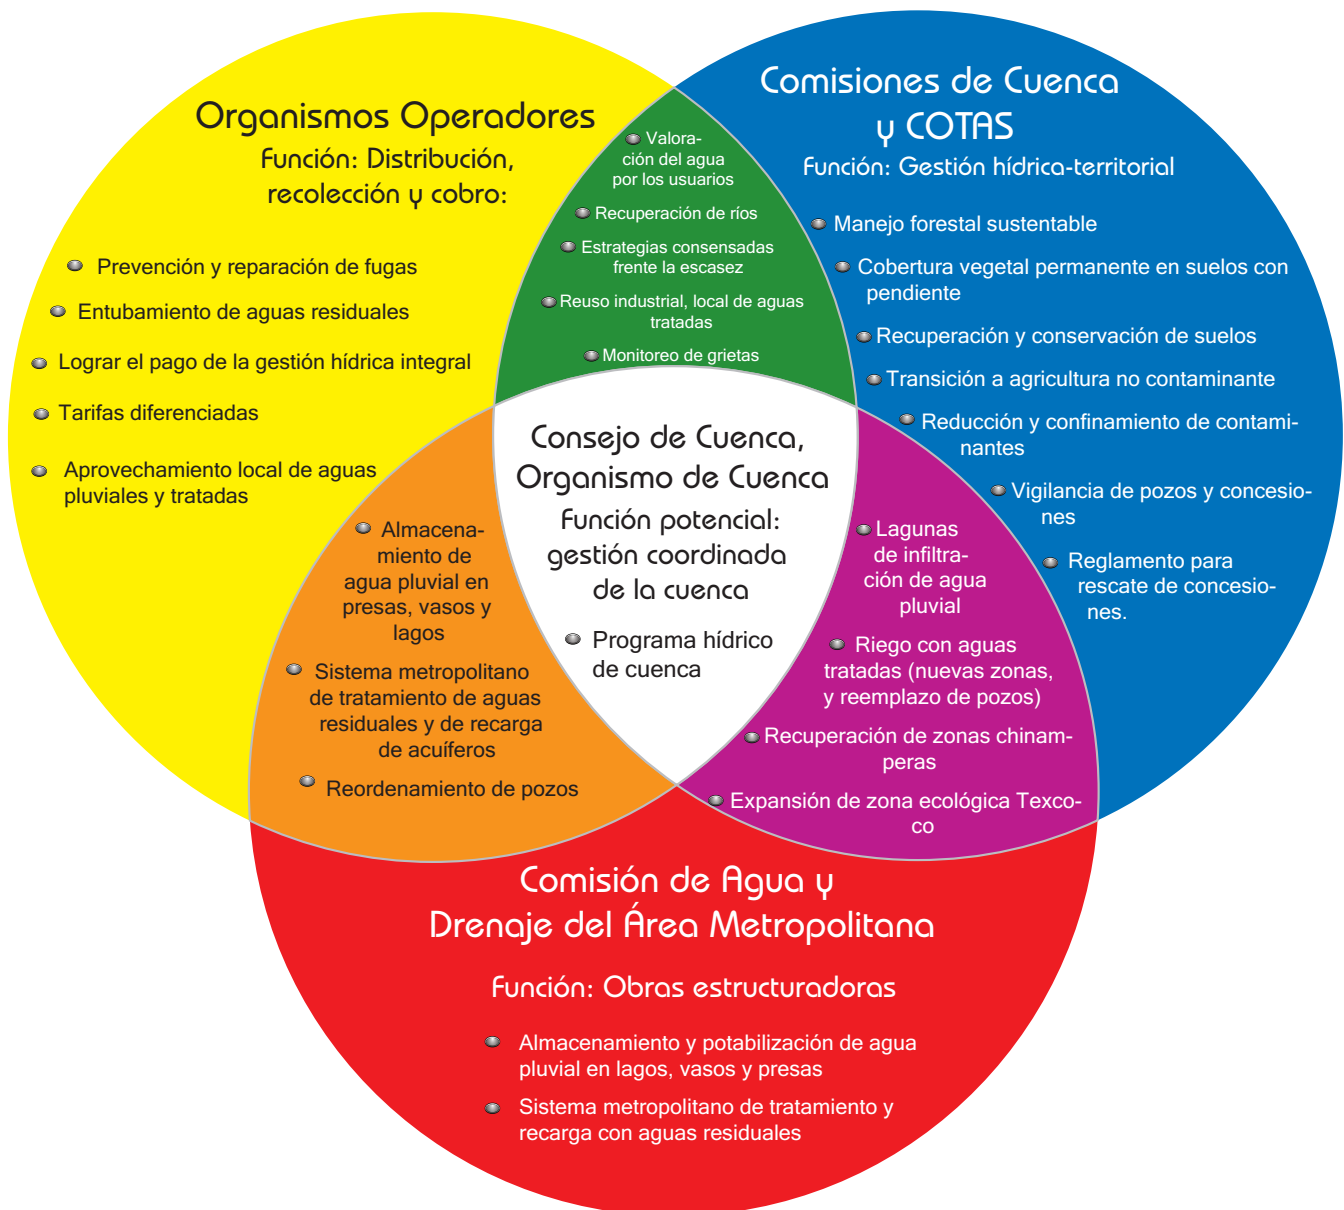 Organismos Operadores
Función: Distribución,
recolección y cobro:
Prevención y reparación de fugas
Entubamiento de aguas residuales
Lograr el pago de la gestión hídrica integral
Tarifas diferenciadas
Aprovechamiento local de aguas
pluviales y tratadas
Valora-
ción del agua
por los usuarios
Recuperación de ríos
Estrategias consensadas
frente la escasez
Reuso industrial, local de aguas
tratadas
Monitoreo de grietas
Comisiones de Cuenca
y COTAS
Función: Gestión hídrica-territorial
Manejo forestal sustentable
Cobertura vegetal permanente en suelos con
pendiente
Recuperación y conservación de suelos
Transición a agricultura no contaminante
Reducción y confinamiento de contami-
nantes
Vigilancia de pozos y concesio-
nes
Reglamento para
rescate de concesio-
nes.
Consejo de Cuenca,
Organismo de Cuenca
Función potencial:
gestión coordinada
de la cuenca
Programa hídrico
de cuenca
Almacena-
miento de
agua pluvial en
presas, vasos y
lagos
Sistema metropolitano
de tratamiento de aguas
residuales y de recarga
de acuíferos
Reordenamiento de pozos
Lagunas
de infiltra-
ción de agua
pluvial
Riego con aguas
tratadas (nuevas zonas,
y reemplazo de pozos)
Recuperación de zonas chinam-
peras
Expansión de zona ecológica Texco-
co
Comisión de Agua y
Drenaje del Área Metropolitana
Función: Obras estructuradoras
Almacenamiento y potabilización de agua
pluvial en lagos, vasos y presas
Sistema metropolitano de tratamiento y
recarga con aguas residuales